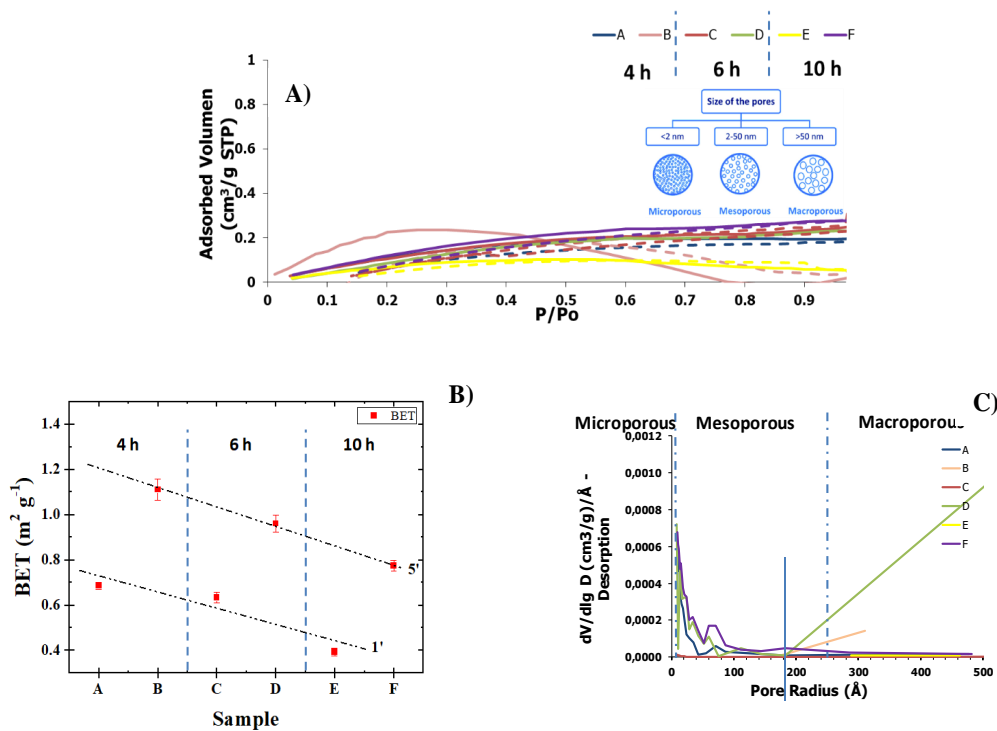 A B C D E F
4 h 6 h 10 h
A)
Size of the pores
<2 nm 2-50 nm >50 nm
Microporous Mesoporous Macroporous
Adsorbed Volumen
(cm³/g STP)
1
0.8
0.6
0.4
0.2
0
0 0.1 0.2 0.3 0.4 0.5 0.6 0.7 0.8 0.9
P/Po
B)
BET
4 h 6 h 10 h
BET (m² g⁻¹)
1.4
1.2
1.0
0.8
0.6
0.4
5'
1'
A B C D E F
Sample
C)
Microporous Mesoporous Macroporous
dV/dlg D (cm3/g)/Å -
Desorption
0,0012
0,001
0,0008
0,0006
0,0004
0,0002
0,0000
A
B
C
D
E
F
0 100 200 300 400 500
Pore Radius (Å)